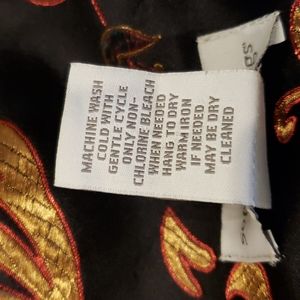 MACHINE WASH
COLD WITH
GENTLE CYCLE
ONLY NON-
CHLORINE BLEACH
WHEN NEEDED
HANG TO DRY
WARM IRON
IF NEEDED
MAY BE DRY
CLEANED